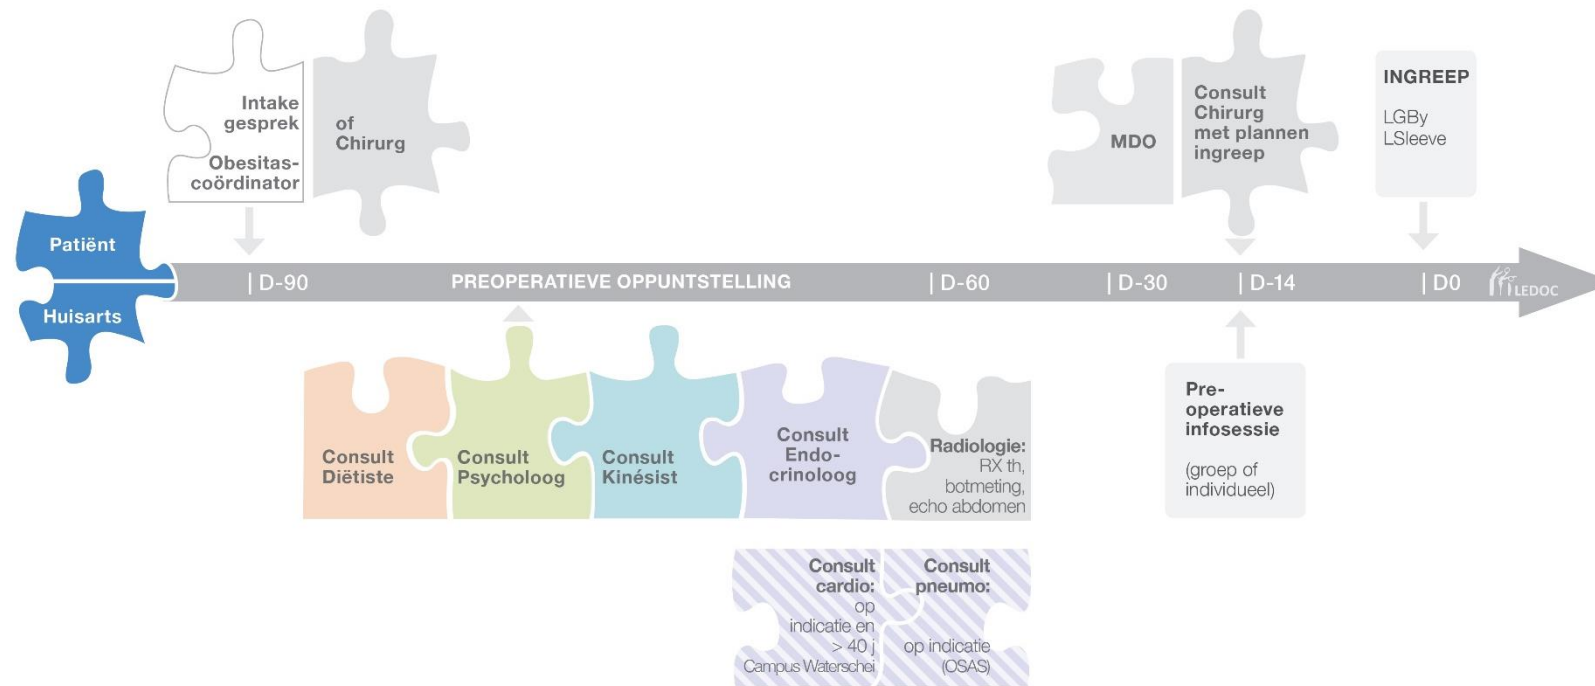 Intake
gesprek
Obesitas-
coördinator
of
Chirurg
MDO
Consult
Chirurg
met plannen
ingreep
INGREEP
LGBy
LSleeve
Patiënt
Huisarts
| D-90
PREOPERATIEVE OPPUNTSTELLING
| D-60
| D-30
| D-14
| D0
LEDOC
Consult
Diëtiste
Consult
Psycholoog
Consult
Kinésist
Consult
Endo-
crinoloog
Radiologie:
RX th,
botmeting,
echo abdomen
Pre-
operatieve
infosessie
(groep of
individueel)
Consult
cardio:
op
indicatie en
> 40 j
Campus Waterschei
Consult
pneumo:
op indicatie
(OSAS)